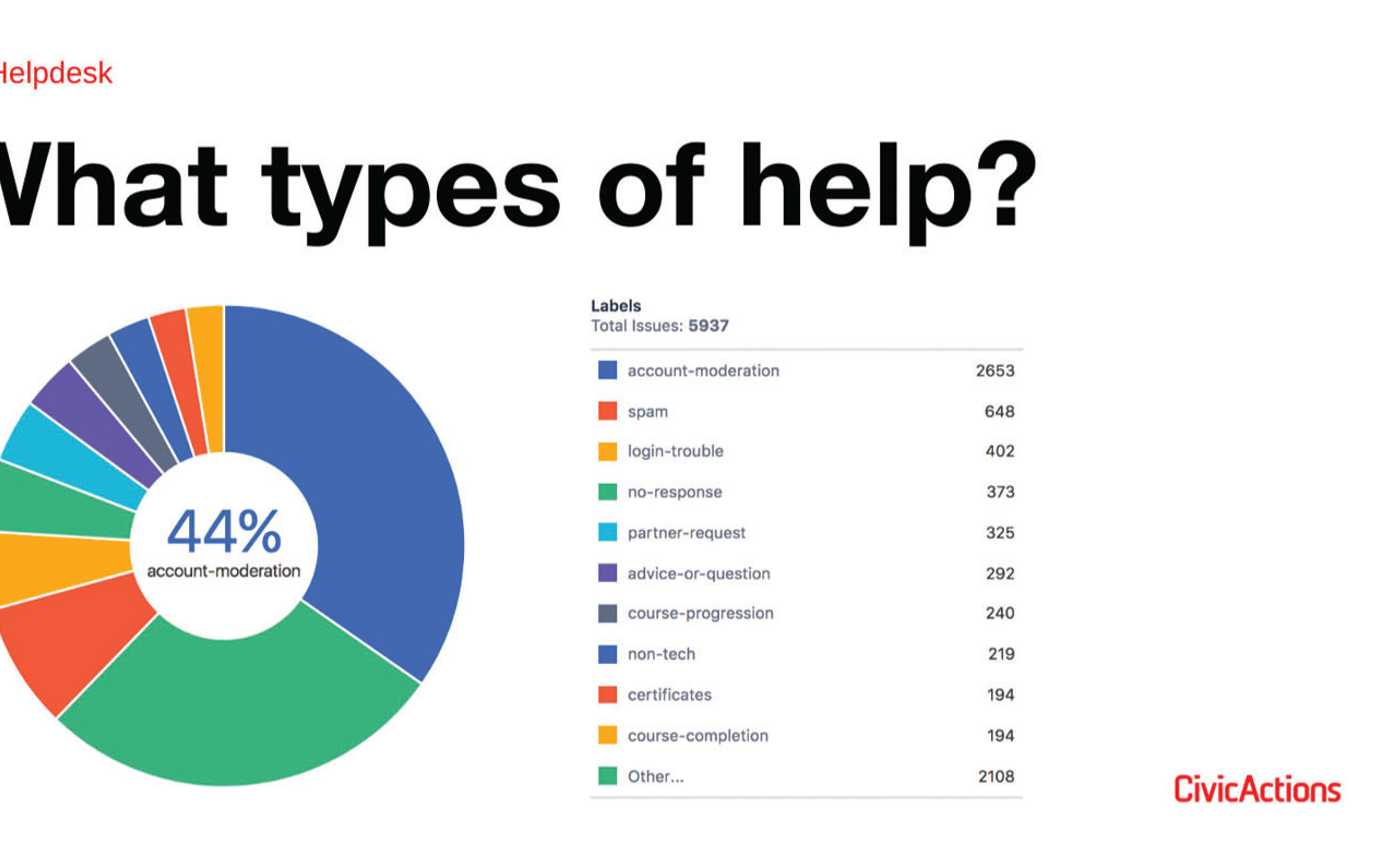 Helpdesk
What types of help?
44%
account-moderation
Labels
Total Issues: 5937
account-moderation 2653
spam 648
login-trouble 402
no-response 373
partner-request 325
advice-or-question 292
course-progression 240
non-tech 219
certificates 194
course-completion 194
Other... 2108
CivicActions